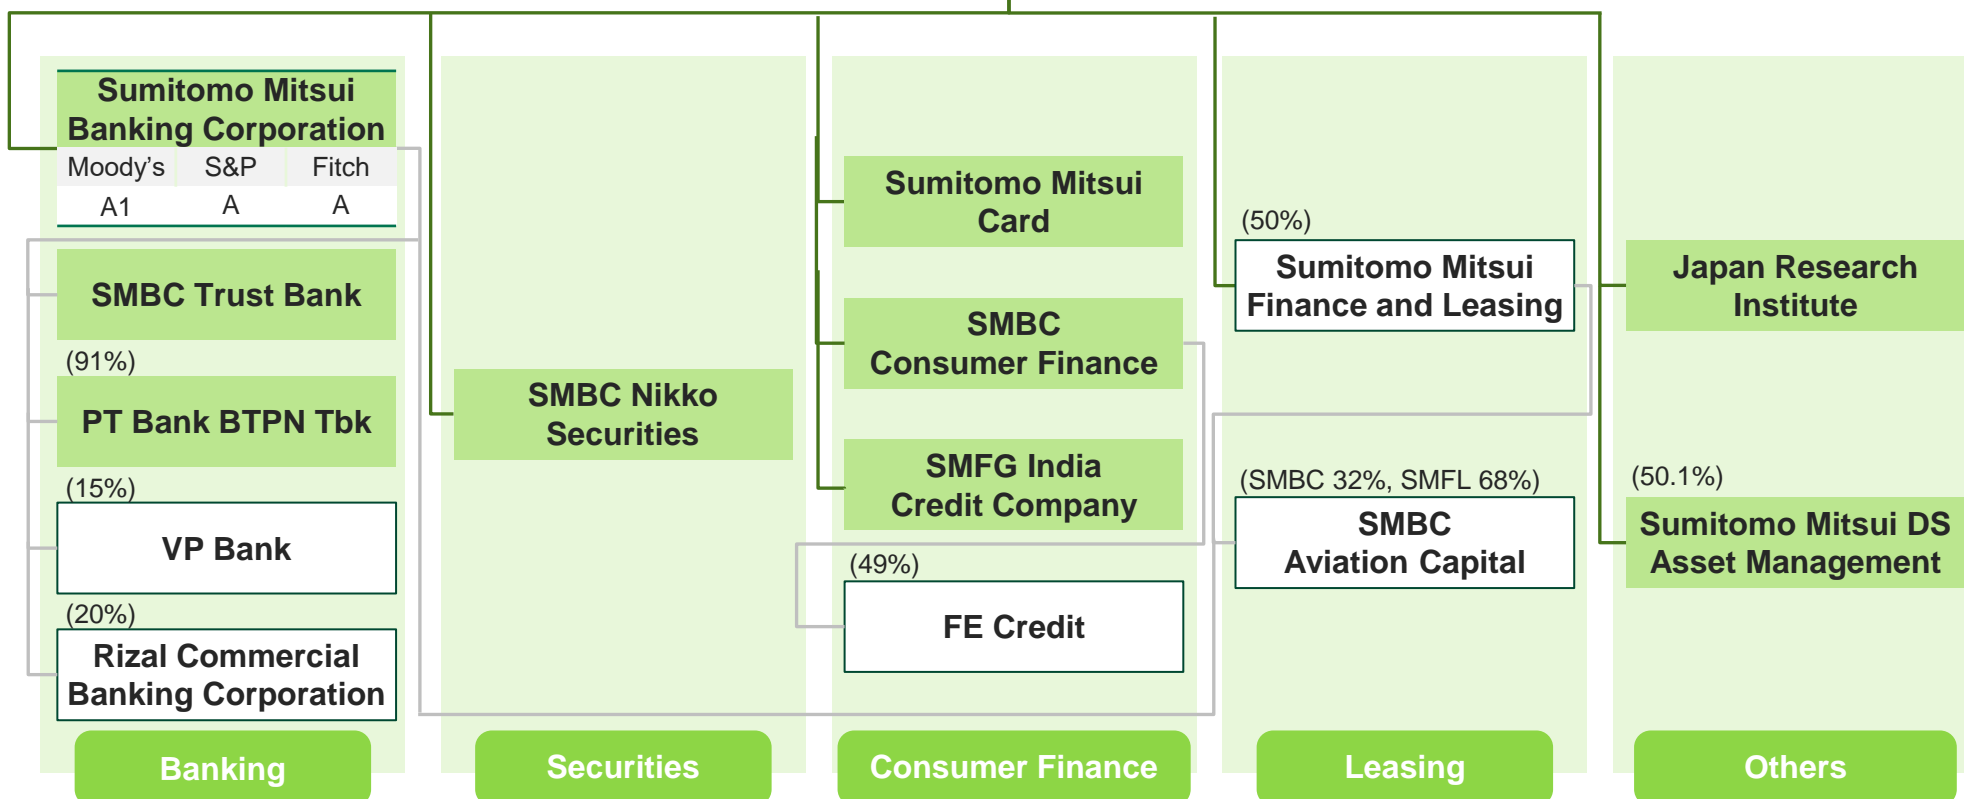 Sumitomo Mitsui
Banking Corporation
Moody’s S&P Fitch
A1 A A
SMBC Trust Bank
(91%)
PT Bank BTPN Tbk
(15%)
VP Bank
(20%)
Rizal Commercial
Banking Corporation
Banking
SMBC Nikko
Securities
Securities
Sumitomo Mitsui
Card
SMBC
Consumer Finance
SMFG India
Credit Company
(49%)
FE Credit
Consumer Finance
(50%)
Sumitomo Mitsui
Finance and Leasing
(SMBC 32%, SMFL 68%)
SMBC
Aviation Capital
Leasing
Japan Research
Institute
(50.1%)
Sumitomo Mitsui DS
Asset Management
Others